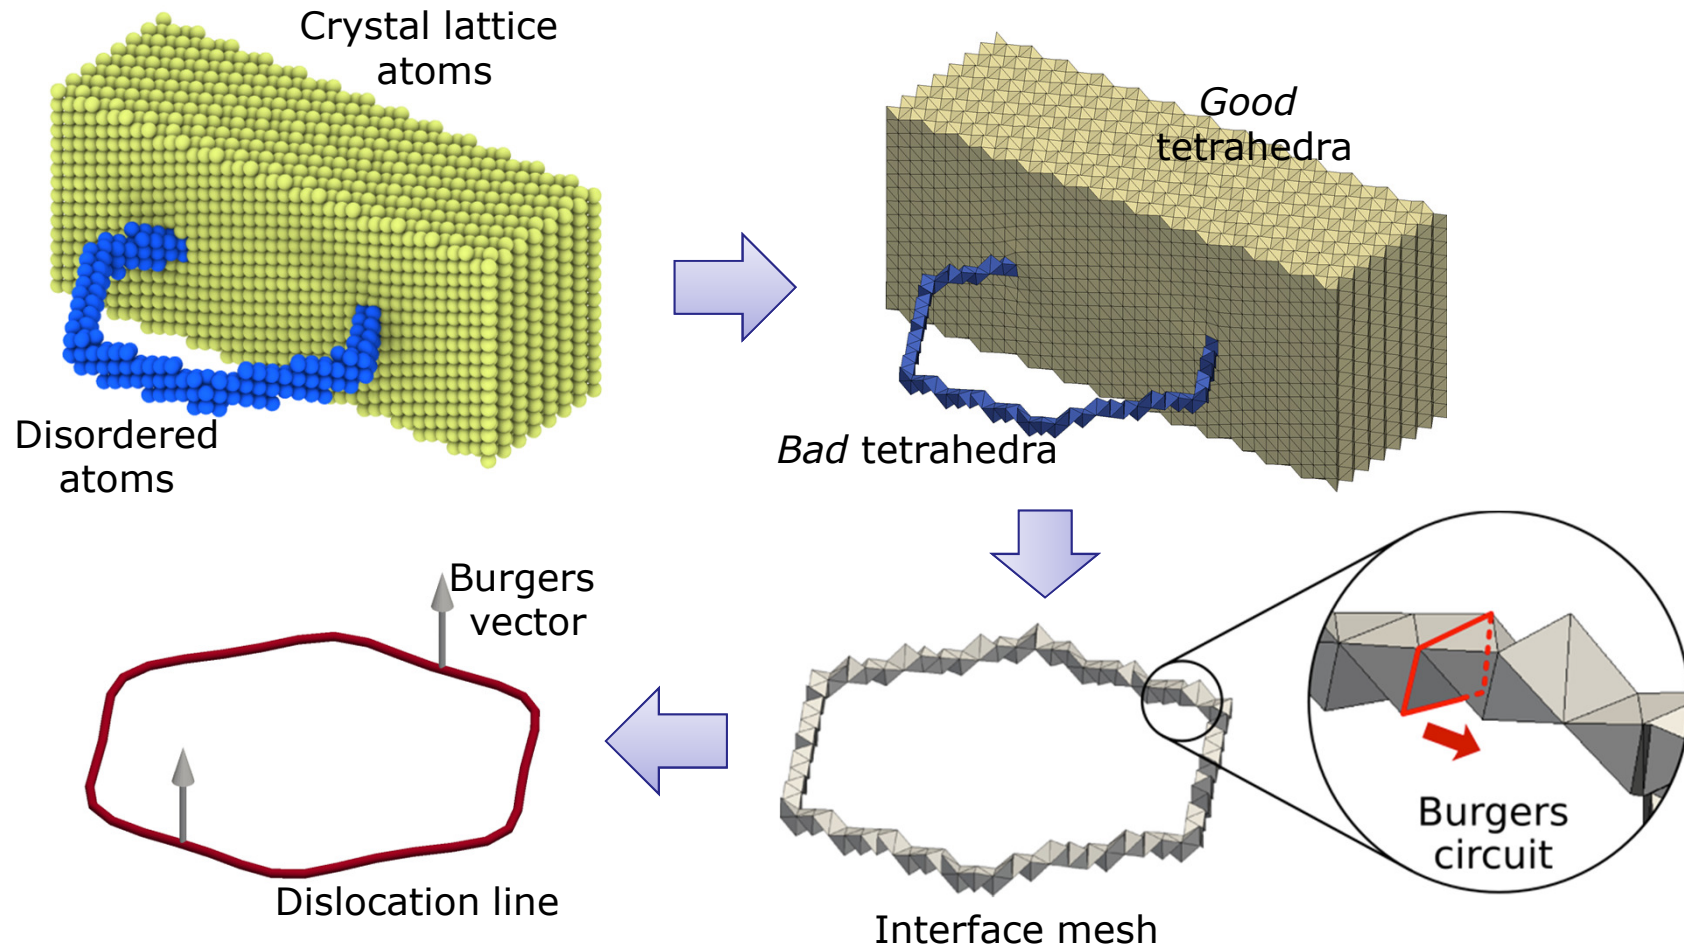 Crystal lattice
atoms
Good
tetrahedra
Disordered
atoms
Bad tetrahedra
Burgers
vector
Burgers
circuit
Dislocation line
Interface mesh